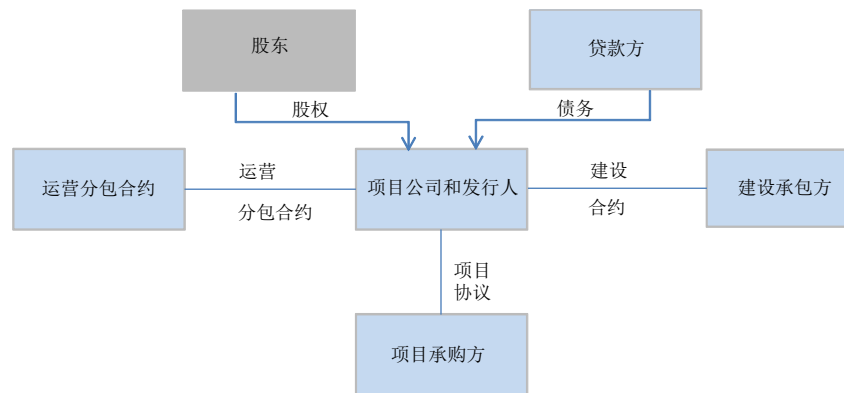 股东
贷款方
股权
债务
运营分包合约
运营
分包合约
项目公司和发行人
建设
合约
建设承包方
项目
协议
项目承购方